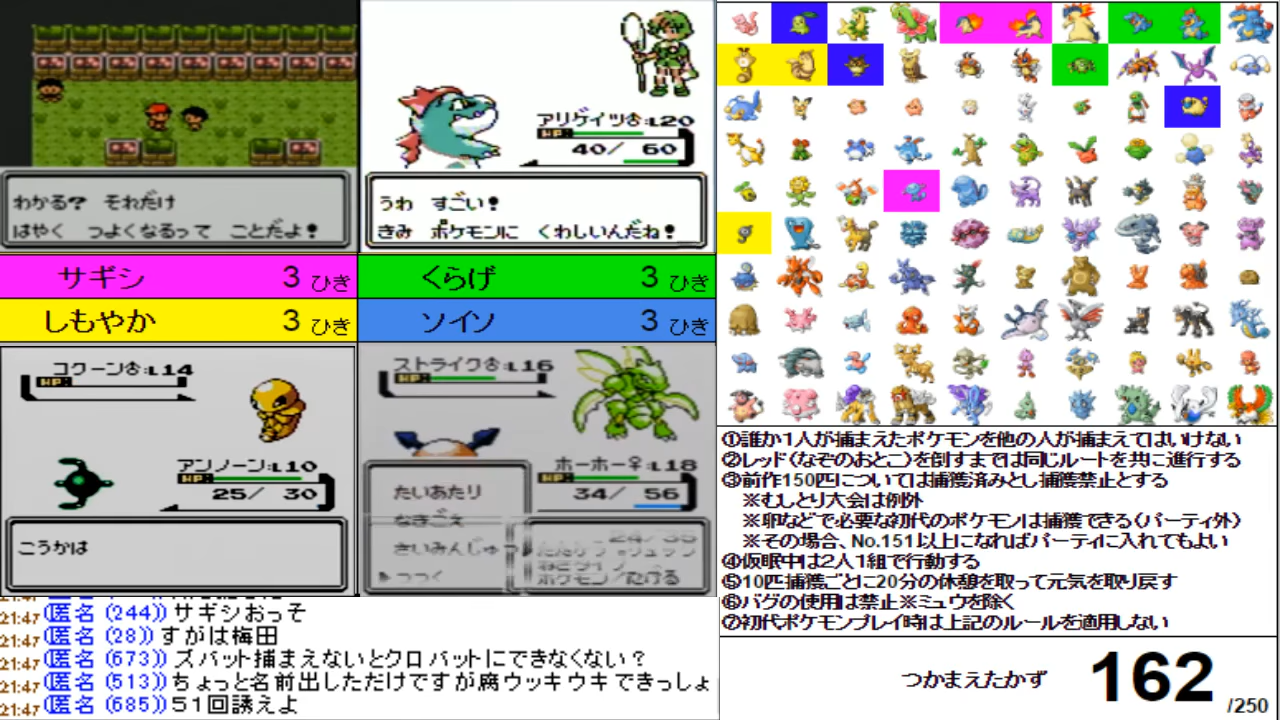 わかる? それだけ
はやく つよくなるって ことだよ!
アリゲイツ♂:L20
HP:
40/ 60
うわ すごい!
きみ ポケモンに くわしいんだね!
サギシ 3 ひき
くらげ 3 ひき
しもやか 3 ひき
ソイソ 3 ひき
コクーン♂:L14
HP:
アンノーン:L10
HP:
25/ 30
こうかは
ストライク♂:L16
HP:
ホーホー♀:L18
HP:
34/ 56
たいあたり
なきごえ
さいみんじゅ
▶つつく
21:47 (匿名 (244)) サギシおっそ
21:47 (匿名 (28)) すがは梅田
21:47 (匿名 (673)) ズバット捕まえないとクロバットにできなくない？
21:47 (匿名 (513)) ちょっと名前出しただけですが腐ウッキウキできっしょ
21:47 (匿名 (685)) 51回誘えよ
①誰か1人が捕まえたポケモンを他の人が捕まえてはいけない
②レッド(なぞのおとこ)を倒すまでは同じルートを共に進行する
③前作150匹については捕獲済みとし捕獲禁止とする
※むしとり大会は例外
※卵などで必要な初代のポケモンは捕獲できる(パーティ外)
※その場合、No.151以上になればパーティに入れてもよい
④仮眠中は2人1組で行動する
⑤10匹捕獲ごとに20分の休憩を取って元気を取り戻す
⑥バグの使用は禁止※ミュウを除く
⑦初代ポケモンプレイ時は上記のルールを適用しない
つかまえたかず 162 /250